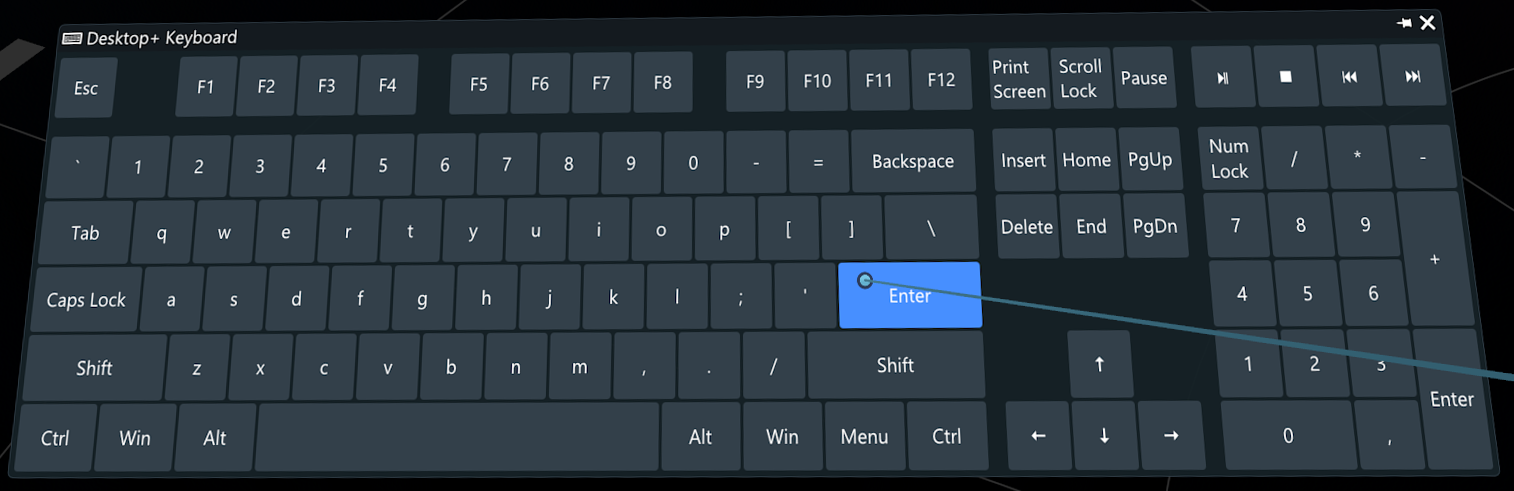 Desktop+ Keyboard
Esc F1 F2 F3 F4 F5 F6 F7 F8 F9 F10 F11 F12 Print Screen Scroll Lock Pause
` 1 2 3 4 5 6 7 8 9 0 - = Backspace Insert Home PgUp Num Lock / * -
Tab q w e r t y u i o p [ ] \ Delete End PgDn 7 8 9 +
Caps Lock a s d f g h j k l ; ' Enter 4 5 6
Shift z x c v b n m , . / Shift ↑ 1 2 3 Enter
Ctrl Win Alt Alt Win Menu Ctrl ← ↓ → 0 ,